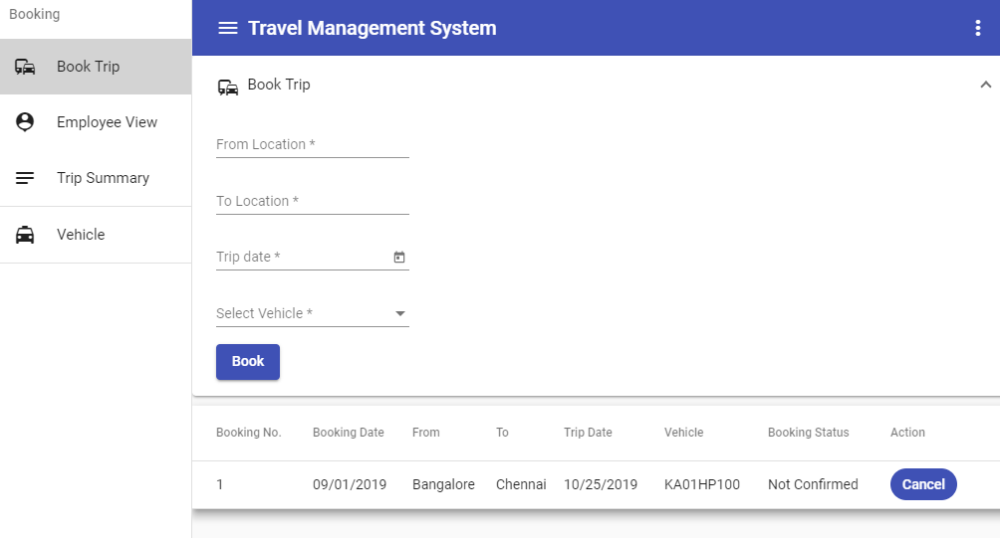 Booking
Book Trip
Employee View
Trip Summary
Vehicle
Travel Management System
Book Trip
From Location *
To Location *
Trip date *
Select Vehicle *
Book
Booking No. Booking Date From To Trip Date Vehicle Booking Status Action
1 09/01/2019 Bangalore Chennai 10/25/2019 KA01HP100 Not Confirmed Cancel